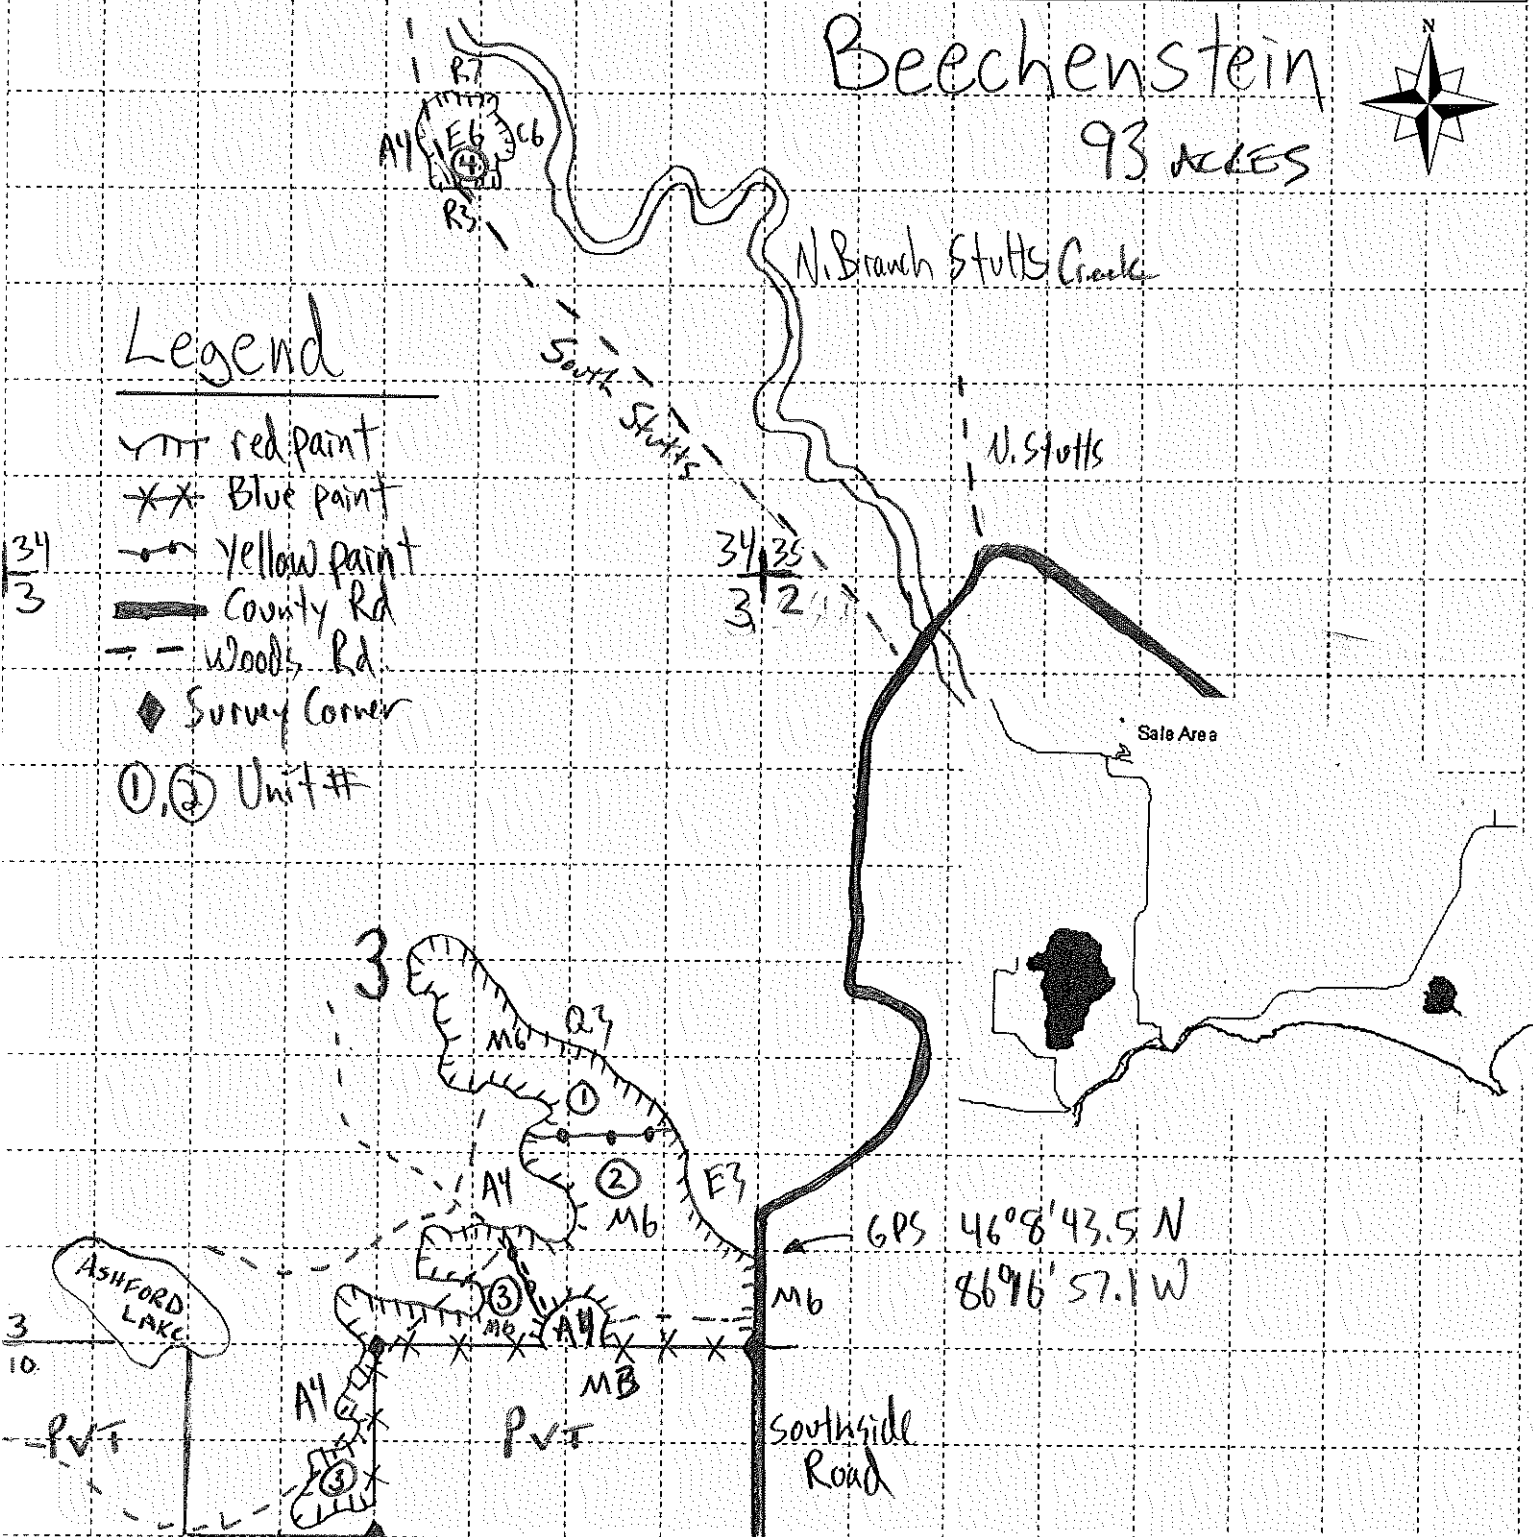 Beechenstein
N
93 ACRES
R7
A4 E6 C6
4
R3
N. Branch Stutts Creek
South Stutts
N. Stutts
Legend
red paint
Blue paint
Yellow paint
County Rd
Woods Rd.
Survey Corner
1, 2 Unit #
34
3
34 35
3 2
Sale Area
3
M6
Q3
1
A4
2
M6
E3
GPS 46°8'43.5 N
86°16'57.1 W
ASHFORD
LAKE
3
M6
A4
M6
3
10
MB
A4
PVT
PVT
3
Southside
Road